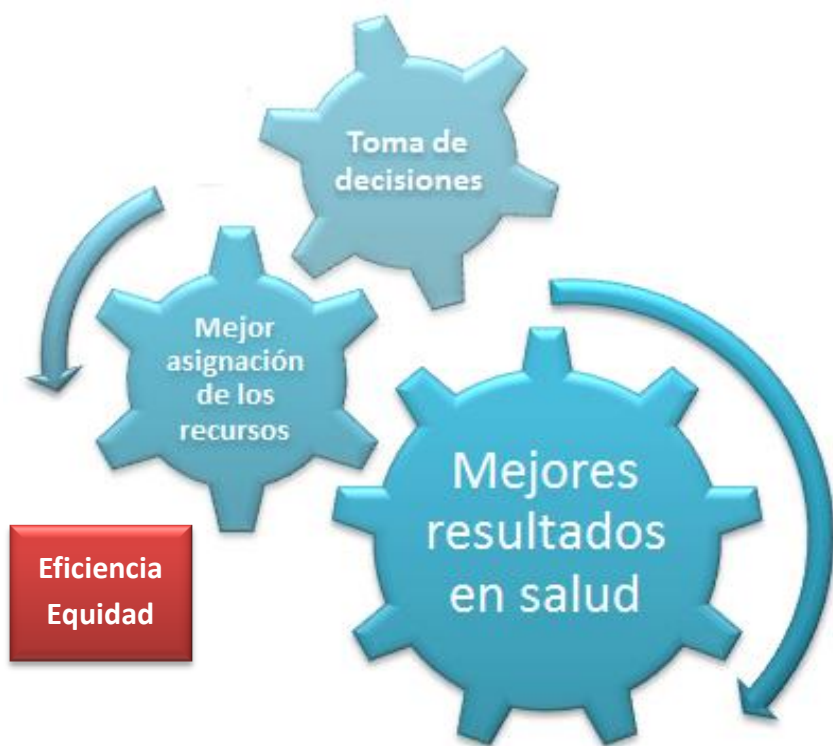 Toma de
decisiones
Mejor
asignación
de los
recursos
Mejores
resultados
en salud
Eficiencia
Equidad